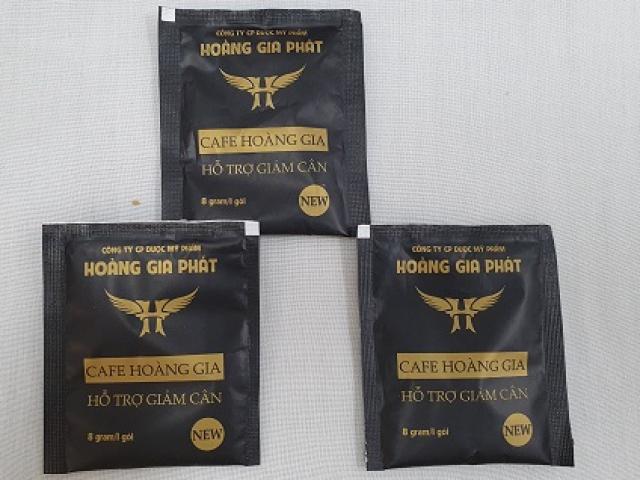 CÔNG TY CP DƯỢC MỸ PHẨM
HOÀNG GIA PHÁT
H
CAFE HOÀNG GIA
HỖ TRỢ GIẢM CÂN
8 gram/1 gói
NEW
CÔNG TY CP DƯỢC MỸ PHẨM
HOÀNG GIA PHÁT
H
CAFE HOÀNG GIA
HỖ TRỢ GIẢM CÂN
8 gram/1 gói
NEW
CÔNG TY CP DƯỢC MỸ PHẨM
HOÀNG GIA PHÁT
H
CAFE HOÀNG GIA
HỖ TRỢ GIẢM CÂN
8 gram/1 gói
NEW